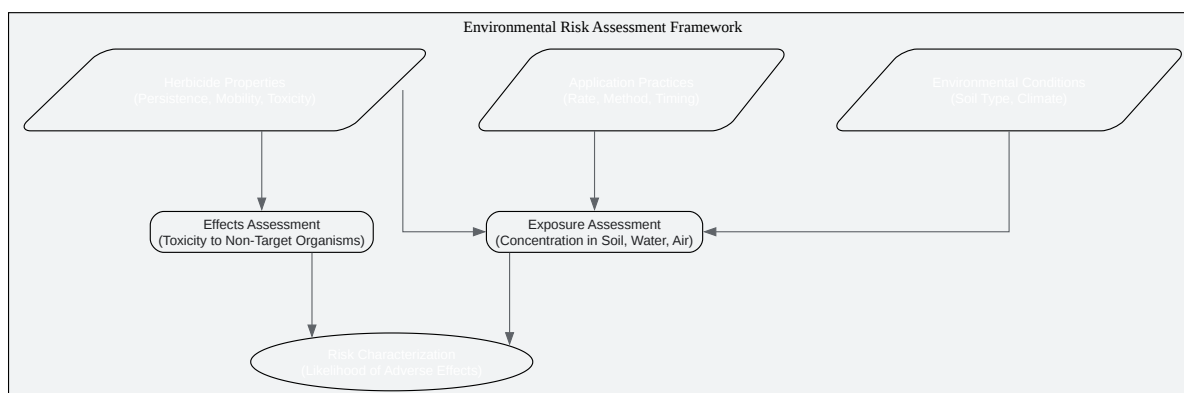 Environmental Risk Assessment Framework
Herbicide Properties
(Persistence, Mobility, Toxicity)
Application Practices
(Rate, Method, Timing)
Environmental Conditions
(Soil Type, Climate)
Effects Assessment
(Toxicity to Non-Target Organisms)
Exposure Assessment
(Concentration in Soil, Water, Air)
Risk Characterization
(Likelihood of Adverse Effects)